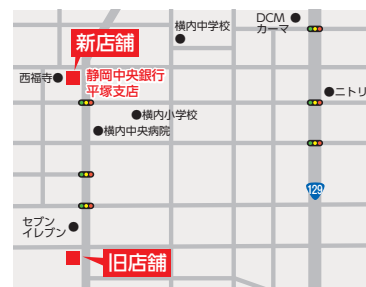 横内中学校
DCM
カーマ
新店舗
西福寺
静岡中央銀行
平塚支店
ニトリ
横内小学校
横内中央病院
129
セブン
イレブン
旧店舗